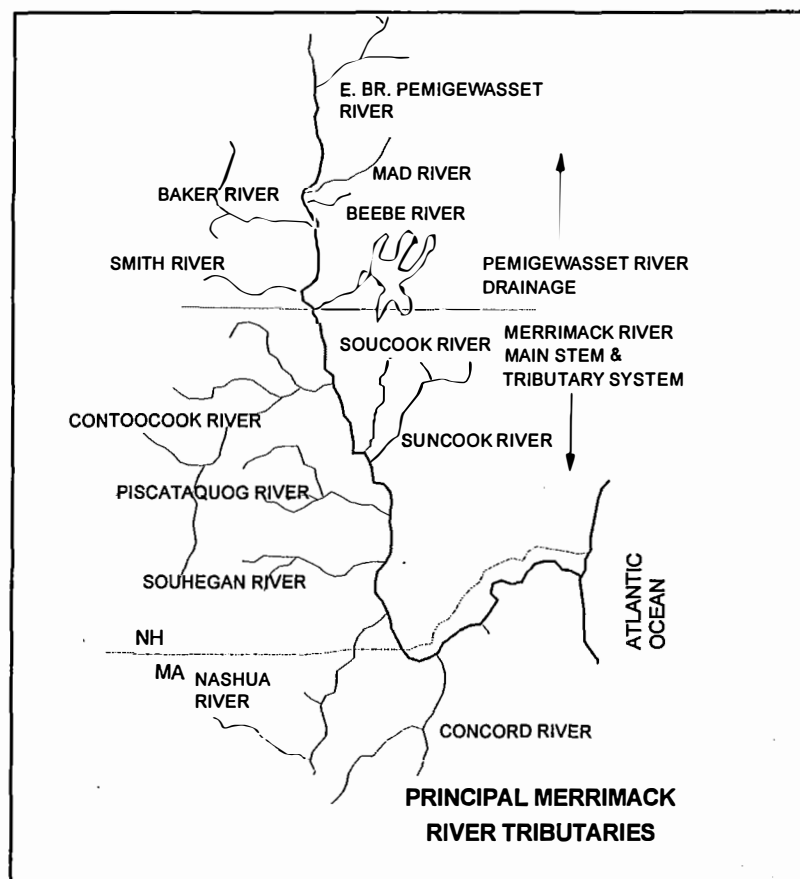 E. BR. PEMIGEWASSET
RIVER
MAD RIVER
BAKER RIVER
BEEBE RIVER
SMITH RIVER
PEMIGEWASSET RIVER
DRAINAGE
SOUCOOK RIVER
MERRIMACK RIVER
MAIN STEM &
TRIBUTARY SYSTEM
CONTOOCOOK RIVER
SUNCOOK RIVER
PISCATAQUOG RIVER
SOUHEGAN RIVER
ATLANTIC
OCEAN
NH
MA
NASHUA
RIVER
CONCORD RIVER
PRINCIPAL MERRIMACK
RIVER TRIBUTARIES